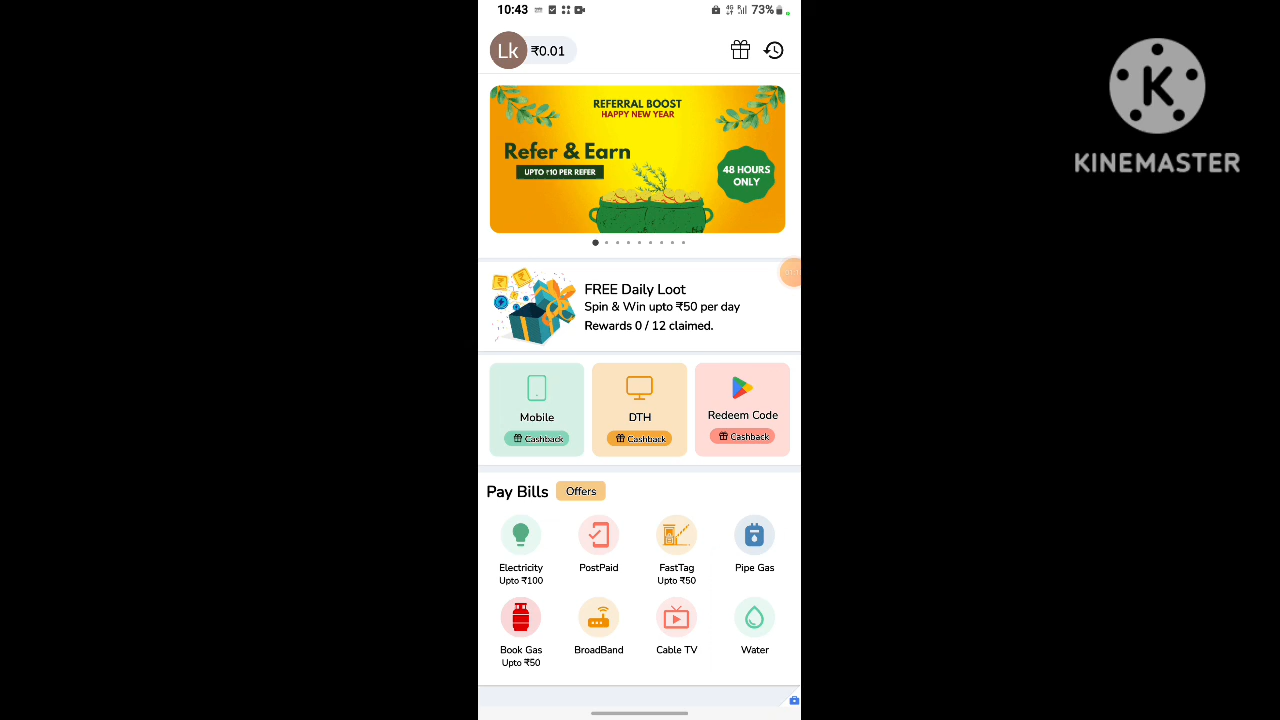 10:43
4G
73%
Lk ₹0.01
REFERRAL BOOST
HAPPY NEW YEAR
Refer & Earn
UPTO ₹10 PER REFER
48 HOURS
ONLY
FREE Daily Loot
Spin & Win upto ₹50 per day
Rewards 0 / 12 claimed.
Mobile
Cashback
DTH
Cashback
Redeem Code
Cashback
Pay Bills Offers
Electricity
Upto ₹100
PostPaid
FastTag
Upto ₹50
Pipe Gas
Book Gas
Upto ₹50
BroadBand
Cable TV
Water
K
KINEMASTER